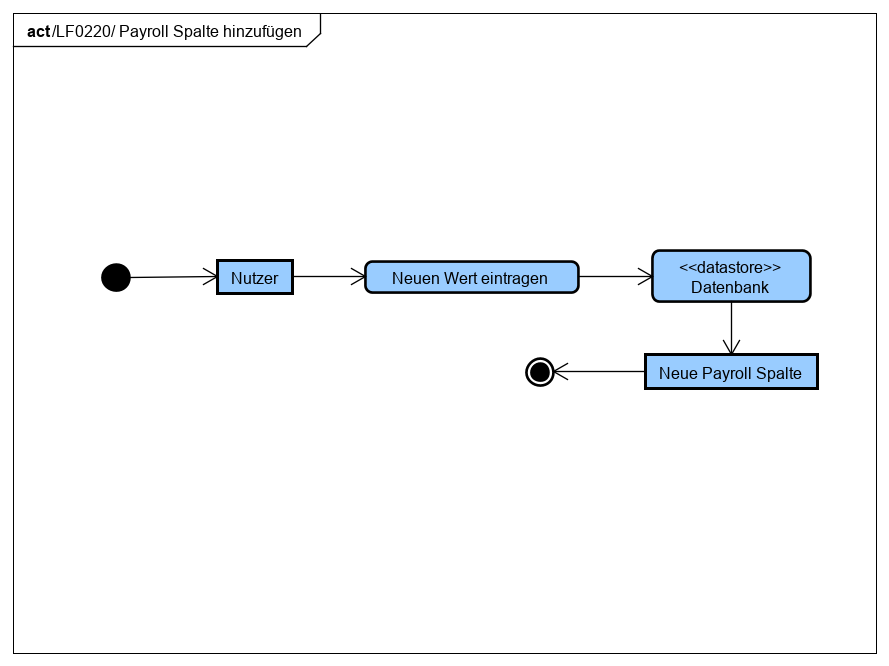 act /LF0220/ Payroll Spalte hinzufügen
Nutzer
Neuen Wert eintragen
<<datastore>>
Datenbank
Neue Payroll Spalte